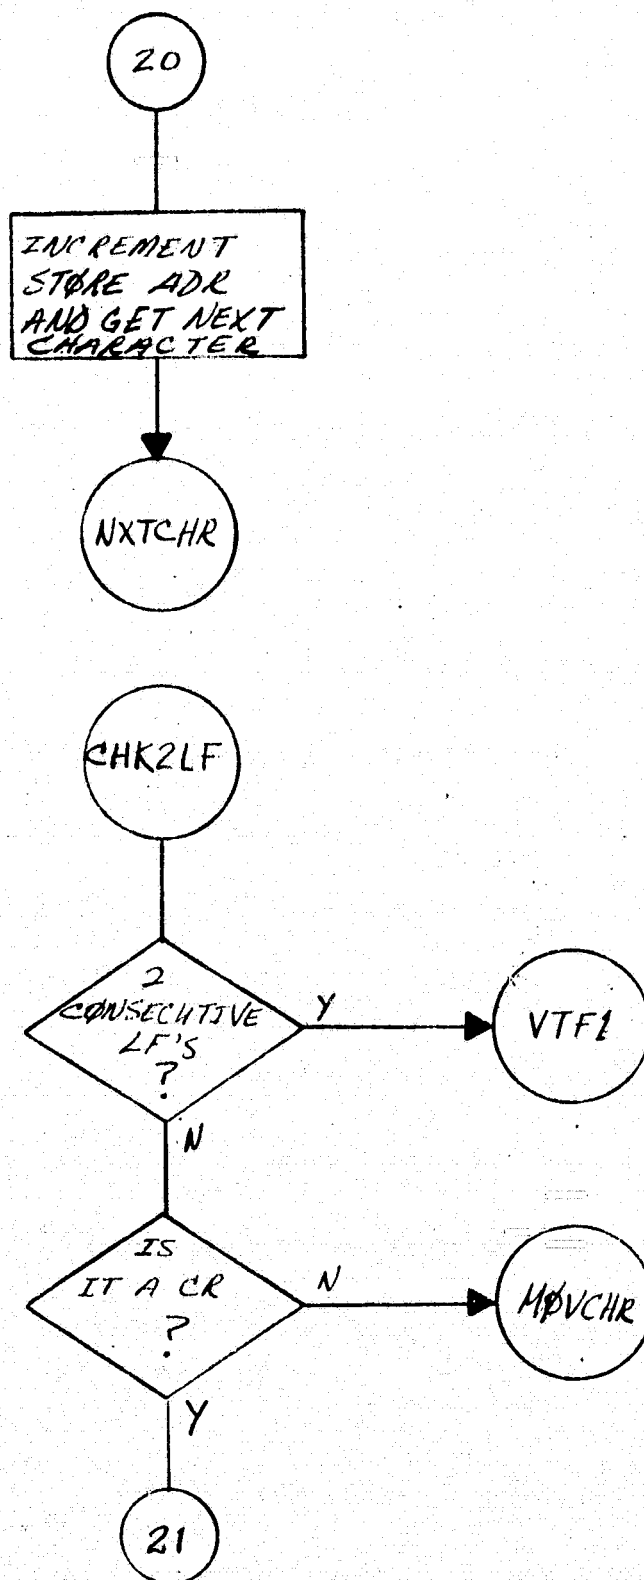 20
INCREMENT
STØRE ADR
AND GET NEXT
CHARACTER
NXTCHR
CHK2LF
2
CØNSECUTIVE
LF'S
?
Y
VTF1
N
IS
IT A CR
?
N
MØVCHR
Y
21